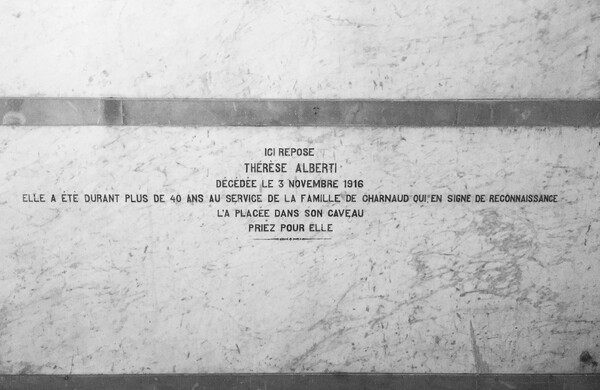 ICI REPOSE
THÉRÈSE ALBERTI
DÉCÉDÉE LE 3 NOVEMBRE 1916
ELLE A ÉTÉ DURANT PLUS DE 40 ANS AU SERVICE DE LA FAMILLE DE CHARNAUD QUI, EN SIGNE DE RECONNAISSANCE
L'A PLACÉE DANS SON CAVEAU
PRIEZ POUR ELLE